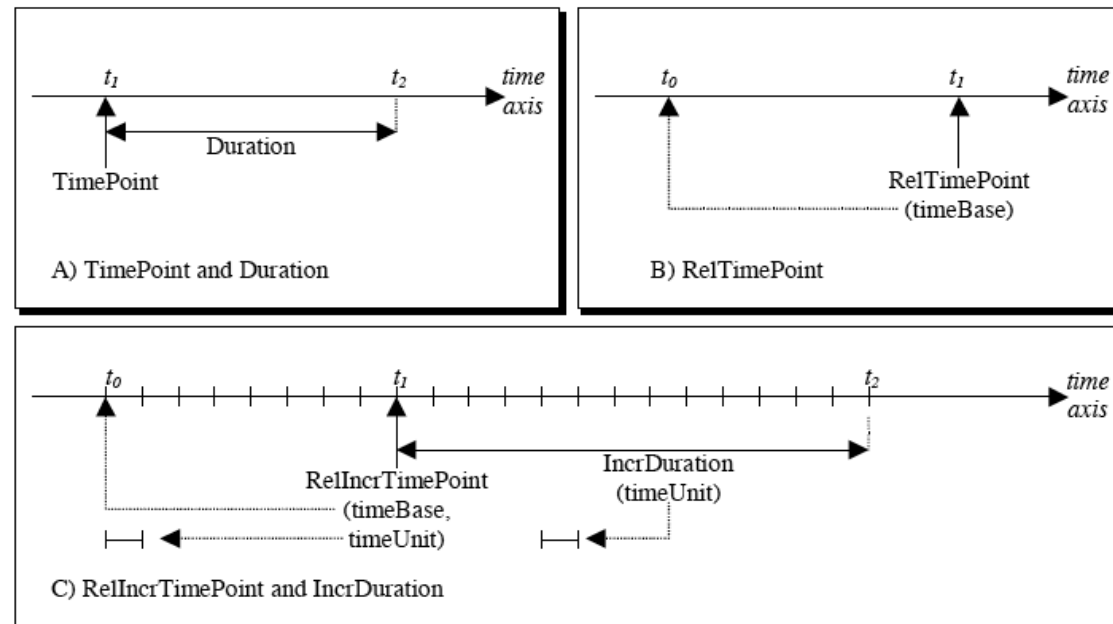 t1
t2
time
axis
Duration
TimePoint
A) TimePoint and Duration
t0
t1
time
axis
RelTimePoint
(timeBase)
B) RelTimePoint
t0
t1
t2
time
axis
IncrDuration
(timeUnit)
RelIncrTimePoint
(timeBase,
timeUnit)
C) RelIncrTimePoint and IncrDuration